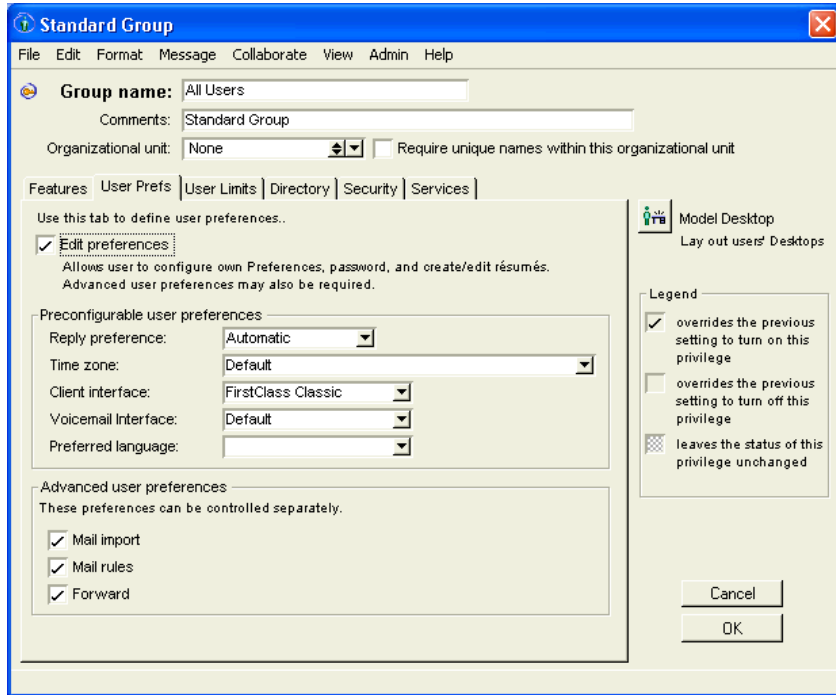 Standard Group
File Edit Format Message Collaborate View Admin Help
Group name: All Users
Comments: Standard Group
Organizational unit: None Require unique names within this organizational unit
Features User Prefs User Limits Directory Security Services
Use this tab to define user preferences..
Edit preferences
Allows user to configure own Preferences, password, and create/edit résumés.
Advanced user preferences may also be required.
Preconfigurable user preferences
Reply preference: Automatic
Time zone: Default
Client interface: FirstClass Classic
Voicemail Interface: Default
Preferred language:
Advanced user preferences
These preferences can be controlled separately.
Mail import
Mail rules
Forward
Model Desktop
Lay out users' Desktops
Legend
overrides the previous
setting to turn on this
privilege
overrides the previous
setting to turn off this
privilege
leaves the status of this
privilege unchanged
Cancel
OK